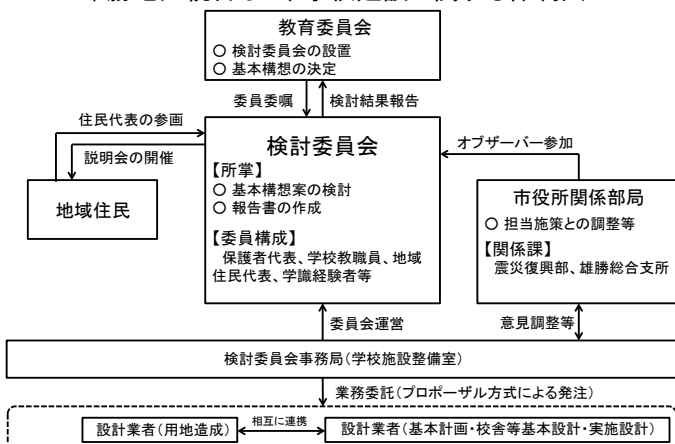 教育委員会
○ 検討委員会の設置
○ 基本構想の決定
委員委嘱
検討結果報告
住民代表の参画
説明会の開催
地域住民
検討委員会
【所掌】
○ 基本構想案の検討
○ 報告書の作成
【委員構成】
保護者代表、学校教職員、地域
住民代表、学識経験者等
オブザーバー参加
市役所関係部局
○ 担当施策との調整等
【関係課】
震災復興部、雄勝総合支所
委員会運営
意見調整等
検討委員会事務局(学校施設整備室)
業務委託(プロポーザル方式による発注)
設計業者(用地造成)
相互に連携
設計業者(基本計画・校舎等基本設計・実施設計)